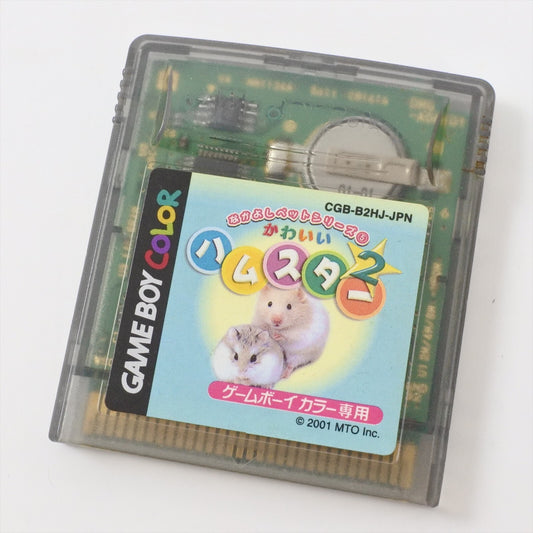 CGB-B2HJ-JPN
なかよしペットシリーズ⑤
かわいい
ハムスター2
GAME BOY COLOR
ゲームボーイカラー専用
© 2001 MTO Inc.